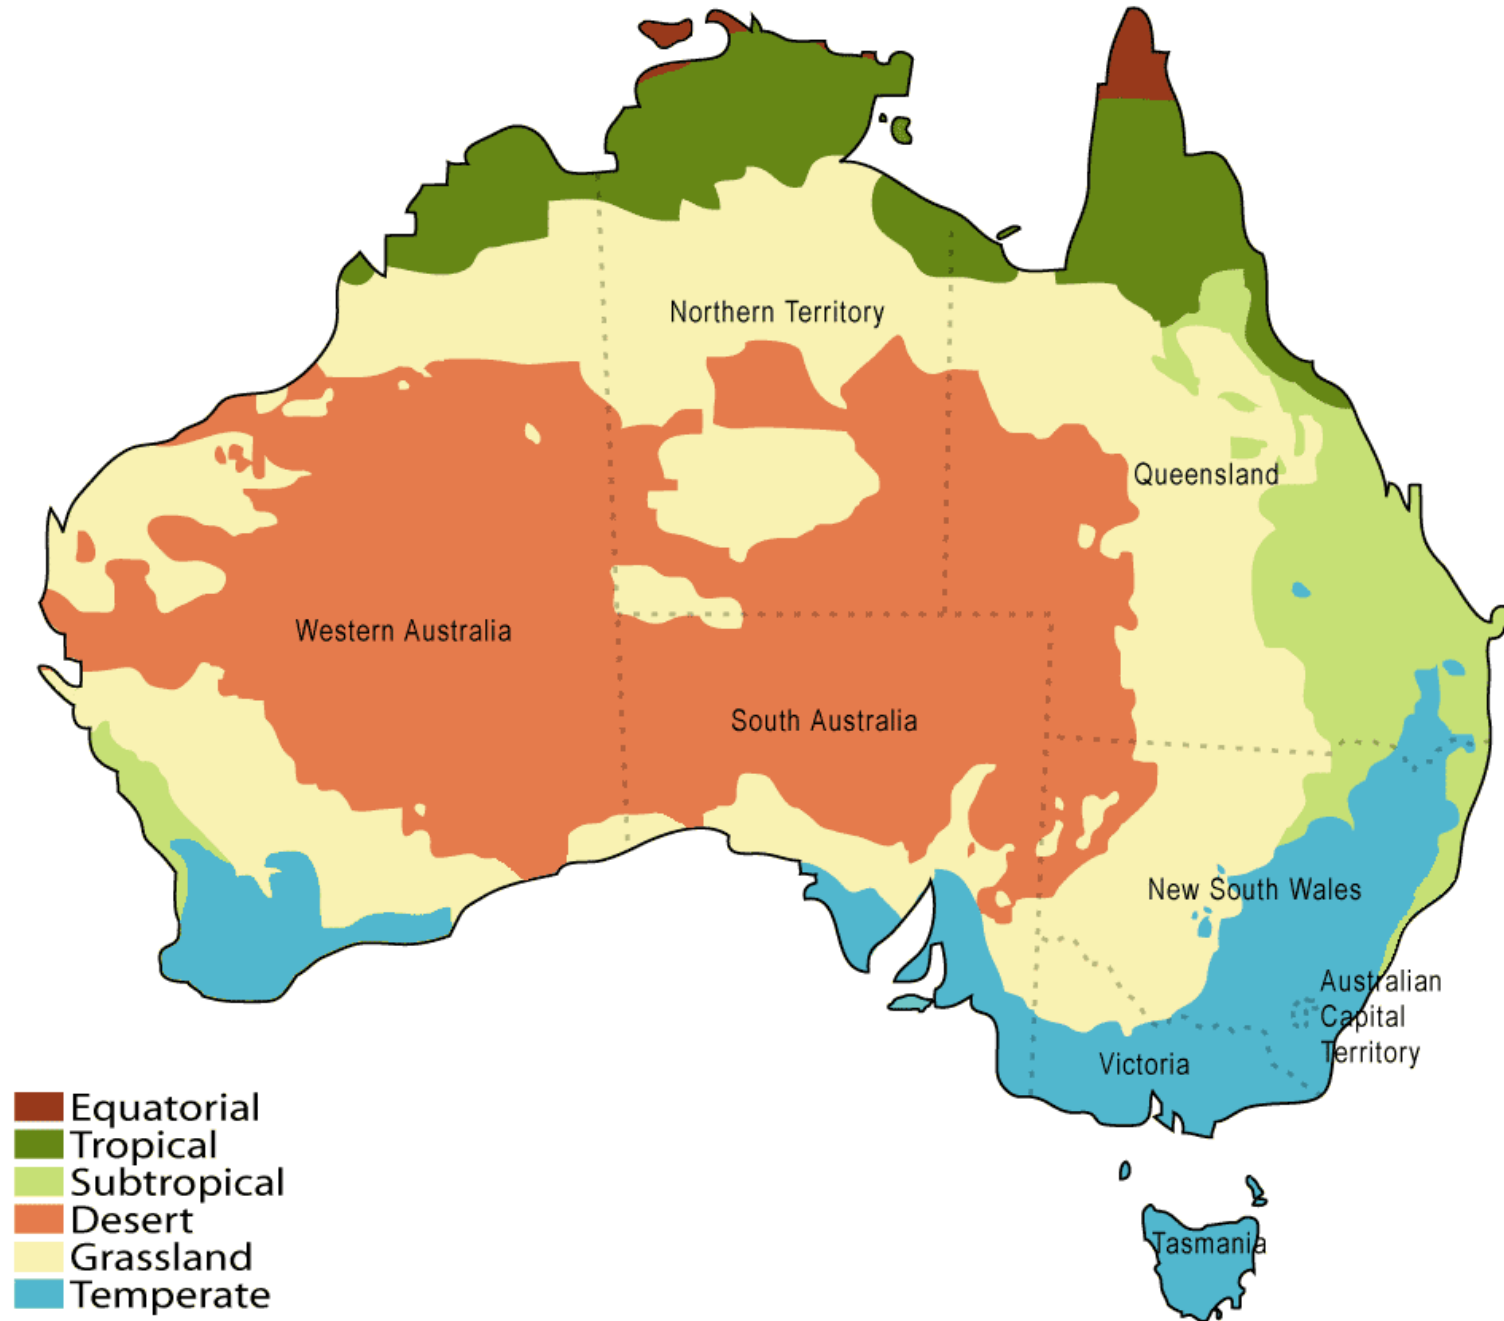 Northern Territory
Queensland
Western Australia
South Australia
New South Wales
Australian
Capital
Territory
Victoria
Tasmania
Equatorial
Tropical
Subtropical
Desert
Grassland
Temperate